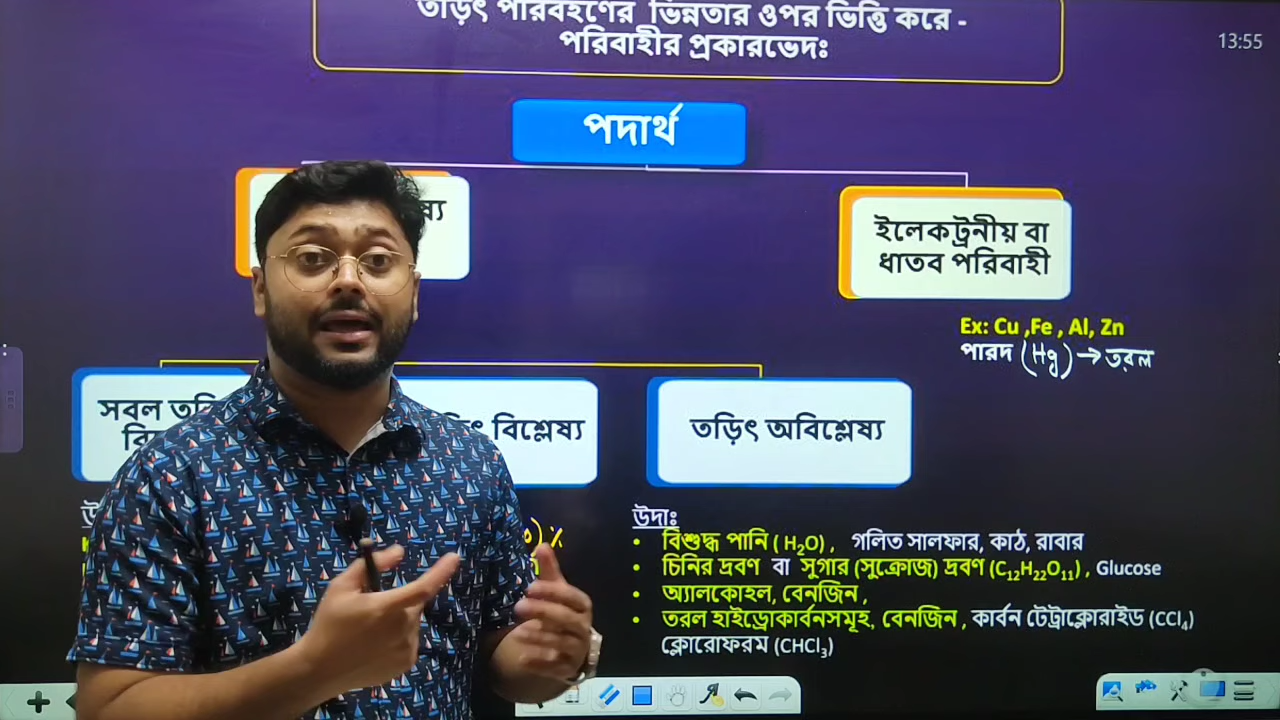 তড়িৎ পরিবহণের ভিন্নতার ওপর ভিত্তি করে -
পরিবাহীর প্রকারভেদঃ
13:55
পদার্থ
ষ্য
ইলেকট্রনীয় বা
ধাতব পরিবাহী
Ex: Cu ,Fe , Al, Zn
পারদ (Hg) → তরল
সবল
বিশ্লেষ্য
তড়িৎ অবিশ্লেষ্য
উদাঃ
• বিশুদ্ধ পানি ( H₂O) , গলিত সালফার, কাঠ, রাবার
• চিনির দ্রবণ বা সুগার (সুক্রোজ) দ্রবণ (C₁₂H₂₂O₁₁) , Glucose
• অ্যালকোহল, বেনজিন ,
• তরল হাইড্রোকার্বনসমূহ, বেনজিন , কার্বন টেট্রাক্লোরাইড (CCl₄)
ক্লোরোফরম (CHCl₃)